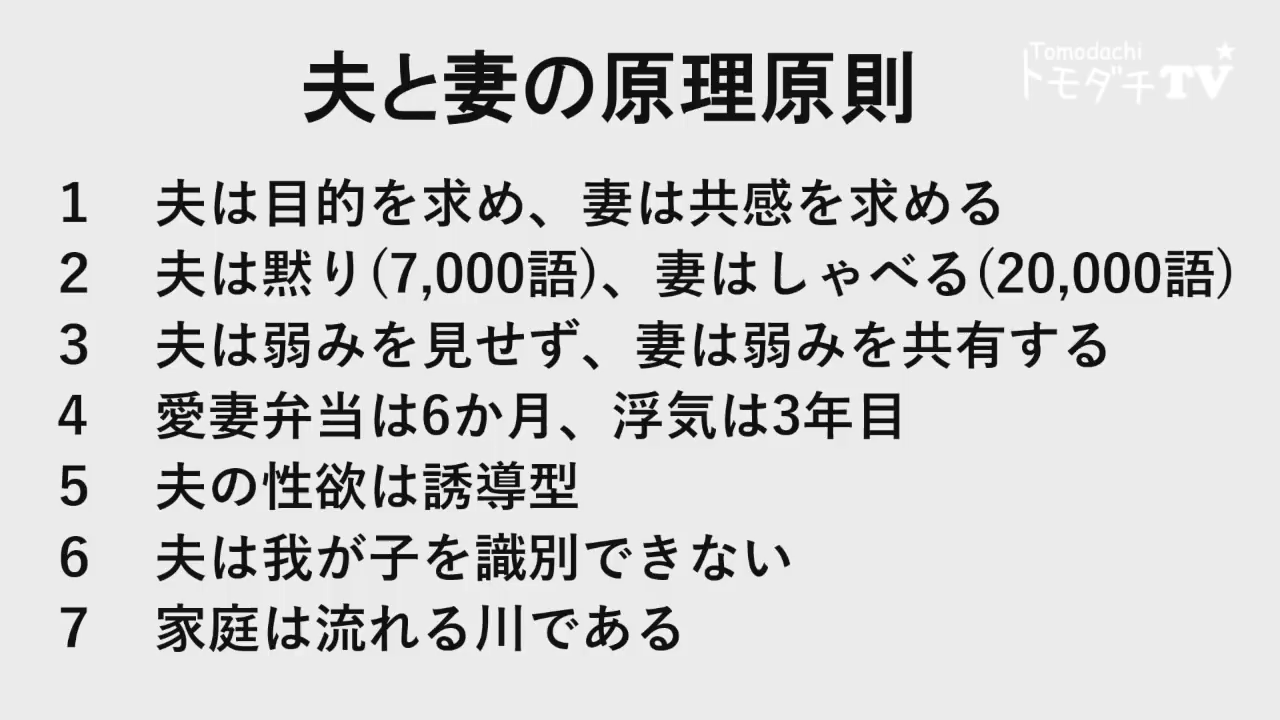 夫と妻の原理原則
Tomodachi
トモダチTV
1 夫は目的を求め、妻は共感を求める
2 夫は黙り(7,000語)、妻はしゃべる(20,000語)
3 夫は弱みを見せず、妻は弱みを共有する
4 愛妻弁当は6か月、浮気は3年目
5 夫の性欲は誘導型
6 夫は我が子を識別できない
7 家庭は流れる川である